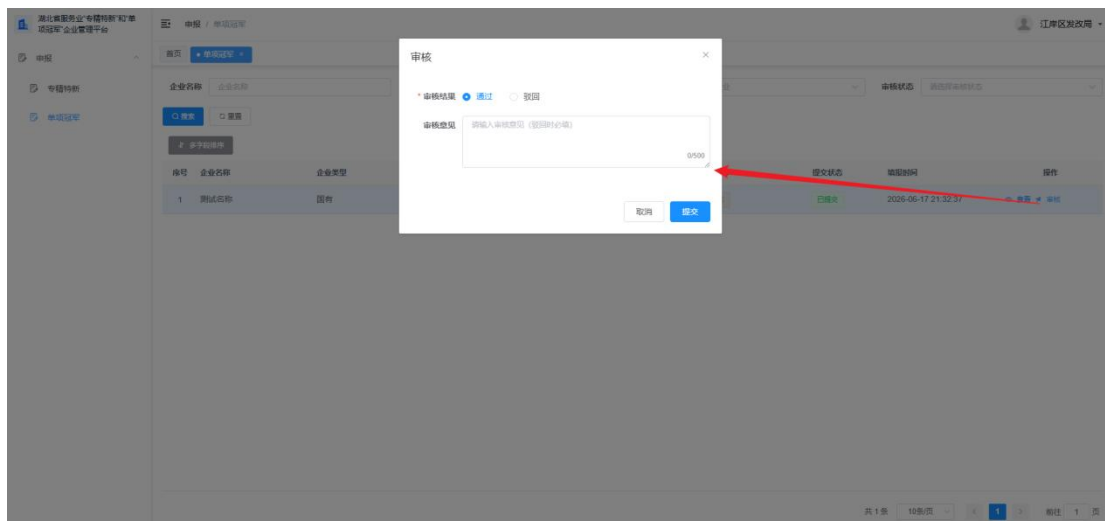 湖北省服务业"专精特新"和"单
项冠军"企业管理平台
申报 / 单项冠军
江岸区发改局
申报
首页
单项冠军 ×
专精特新
单项冠军
企业名称 企业名称
审核状态 请选择审核状态
搜索 重置
多字段排序
序号 企业名称 企业类型 提交状态 填报时间 操作
1 测试名称 国有 已提交 2026-06-17 21:32:37 查看 审核
审核 ×
* 审核结果 通过 驳回
审核意见 请输入审核意见（驳回时必填）
0/500
取消 提交
共 1 条 10条/页 1 前往 1 页